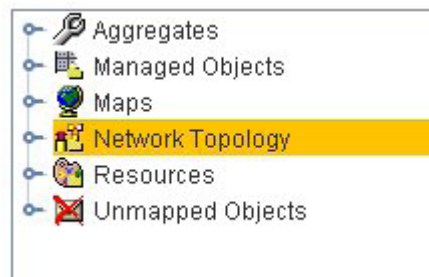 Aggregates
Managed Objects
Maps
Network Topology
Resources
Unmapped Objects